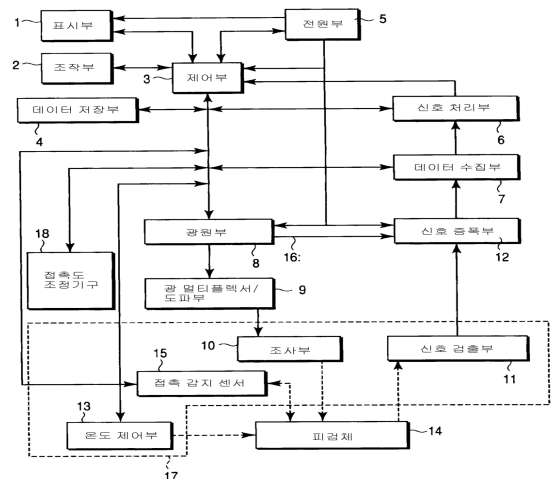 1
표시부
전원부
5
2
조작부
3
제어부
데이터 저장부
4
신호 처리부
6
데이터 수집부
7
18
접촉도
조정기구
광원부
8
16:
신호 증폭부
12
광 멀티플렉서/
도파부
9
10
조사부
신호 검출부
11
15
접촉 감지 센서
13
온도 제어부
피검체
14
17